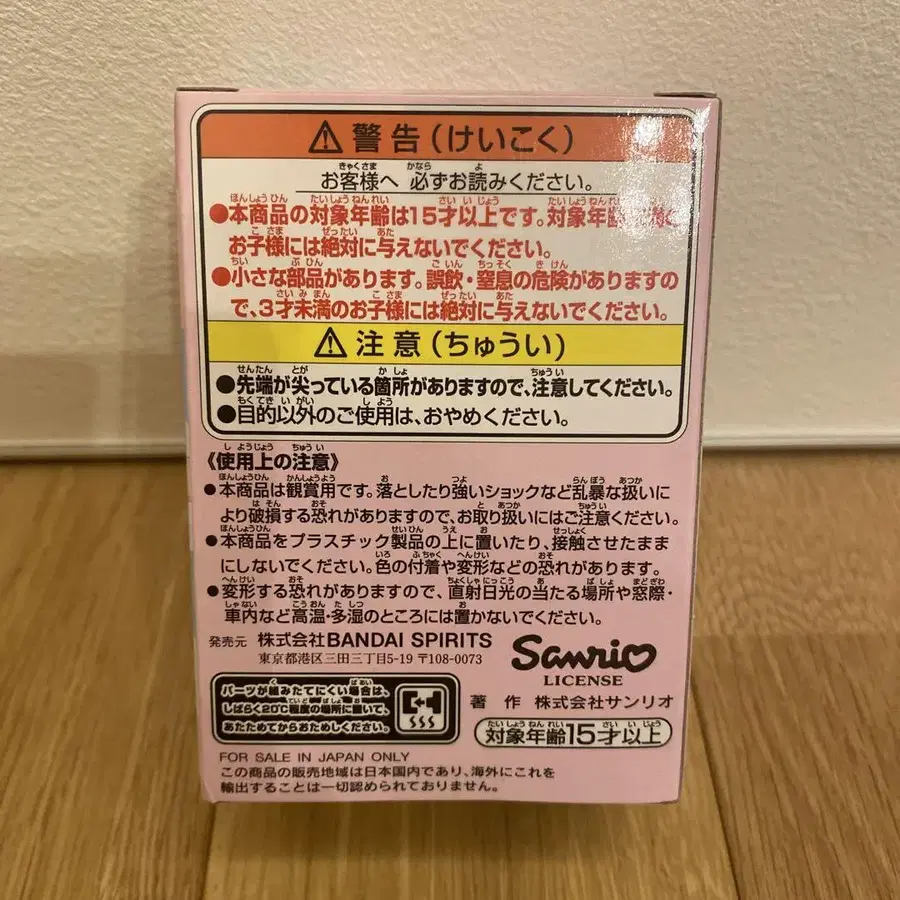 ⚠ 警告(けいこく)
お客様へ 必ずお読みください。
●本商品の対象年齢は15才以上です。対象年齢
お子様には絶対に与えないでください。
●小さな部品があります。誤飲・窒息の危険がありますの
で、3才未満のお子様には絶対に与えないでください。
⚠ 注意(ちゅうい)
●先端が尖っている箇所がありますので、注意してください。
●目的以外のご使用は、おやめください。
《使用上の注意》
●本商品は観賞用です。落としたり強いショックなど乱暴な扱いに
より破損する恐れがありますので、お取り扱いにはご注意ください。
●本商品をプラスチック製品の上に置いたり、接触させたまま
にしないでください。色の付着や変形などの恐れがあります。
●変形する恐れがありますので、直射日光の当たる場所や窓際・
車内など高温・多湿のところには置かないでください。
発売元 株式会社BANDAI SPIRITS
東京都港区三田三丁目5-19 〒108-0073
Sanrio
LICENSE
著作 株式会社サンリオ
パーツが組みたてにくい場合は、
しばらく20℃程度の場所に置いて、
あたためてからおためしください。
対象年齢15才以上
FOR SALE IN JAPAN ONLY
この商品の販売地域は日本国内であり、海外にこれを
輸出することは一切認められておりません。